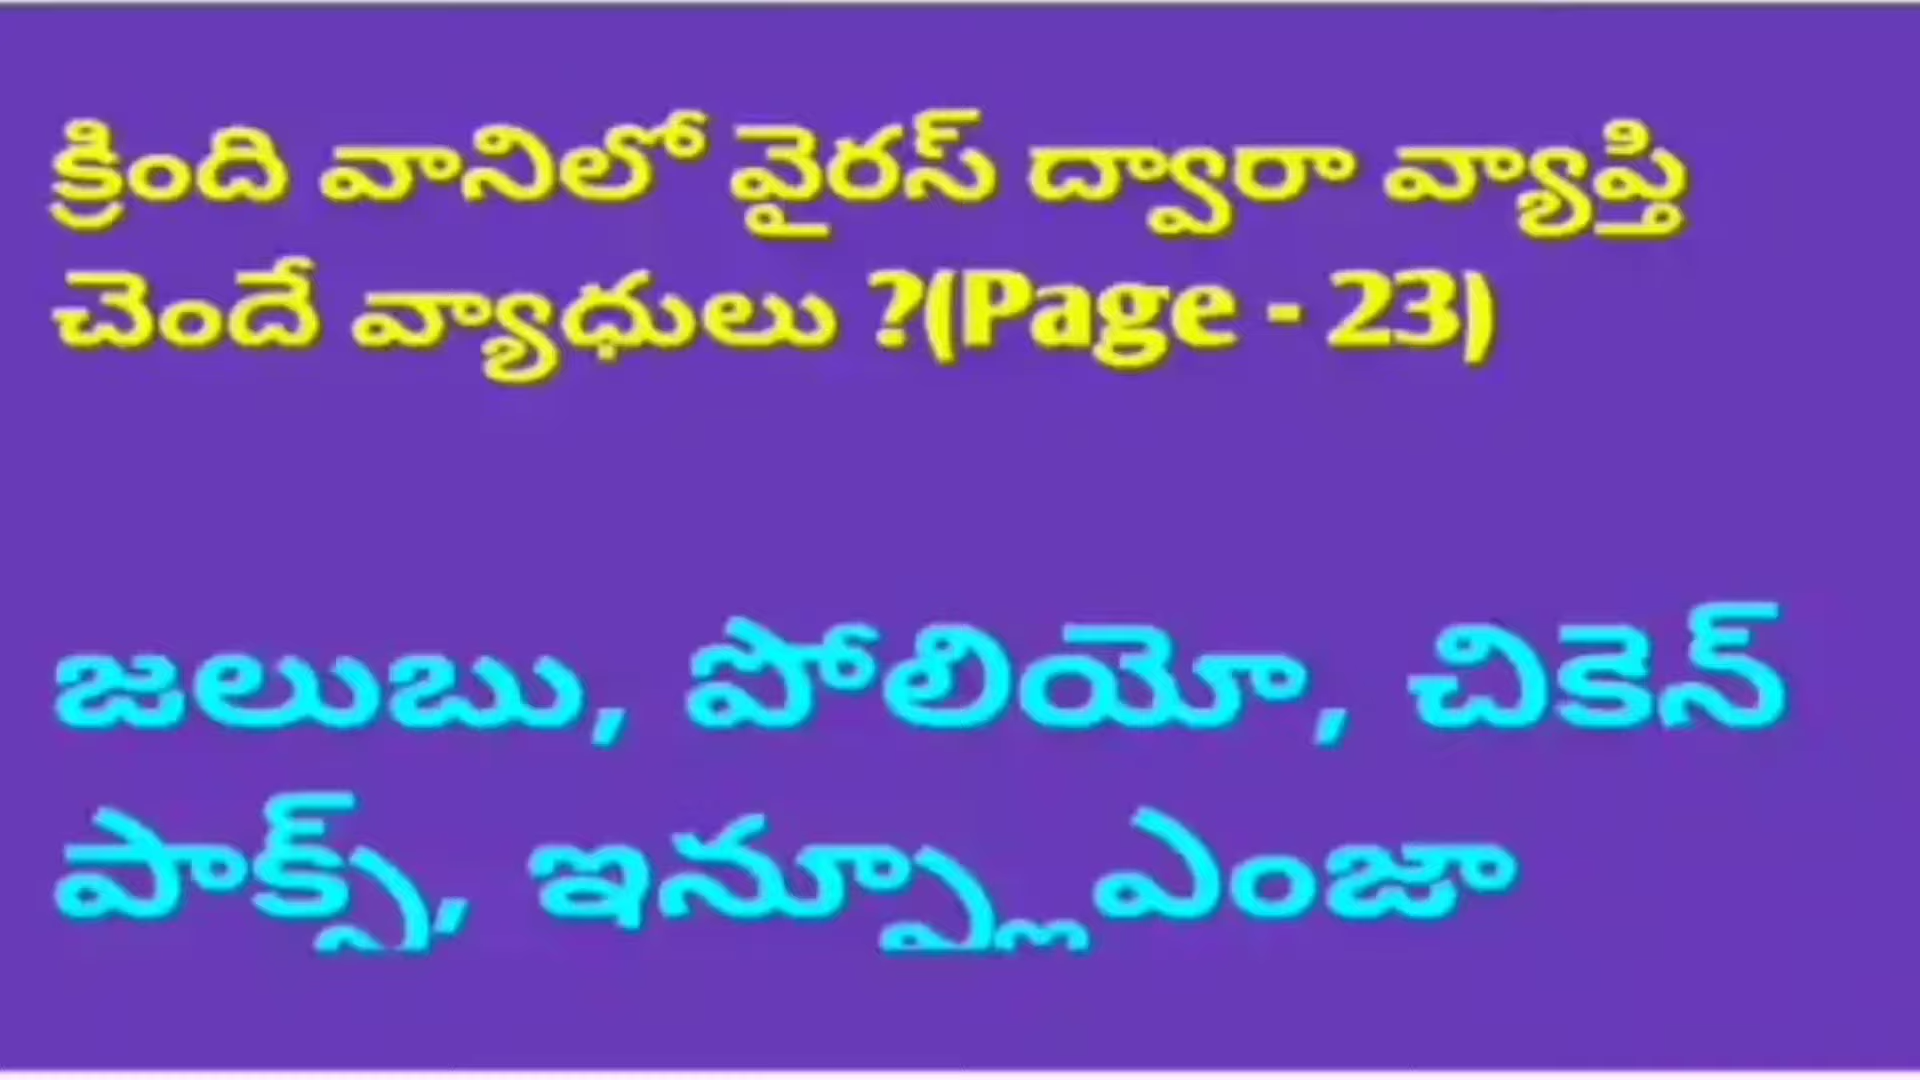 క్రింది వానిలో వైరస్ ద్వారా వ్యాప్తి
చెందే వ్యాధులు ?(Page - 23)
జలుబు, పోలియో, చికెన్
పాక్స్, ఇన్ఫ్లూఎంజా